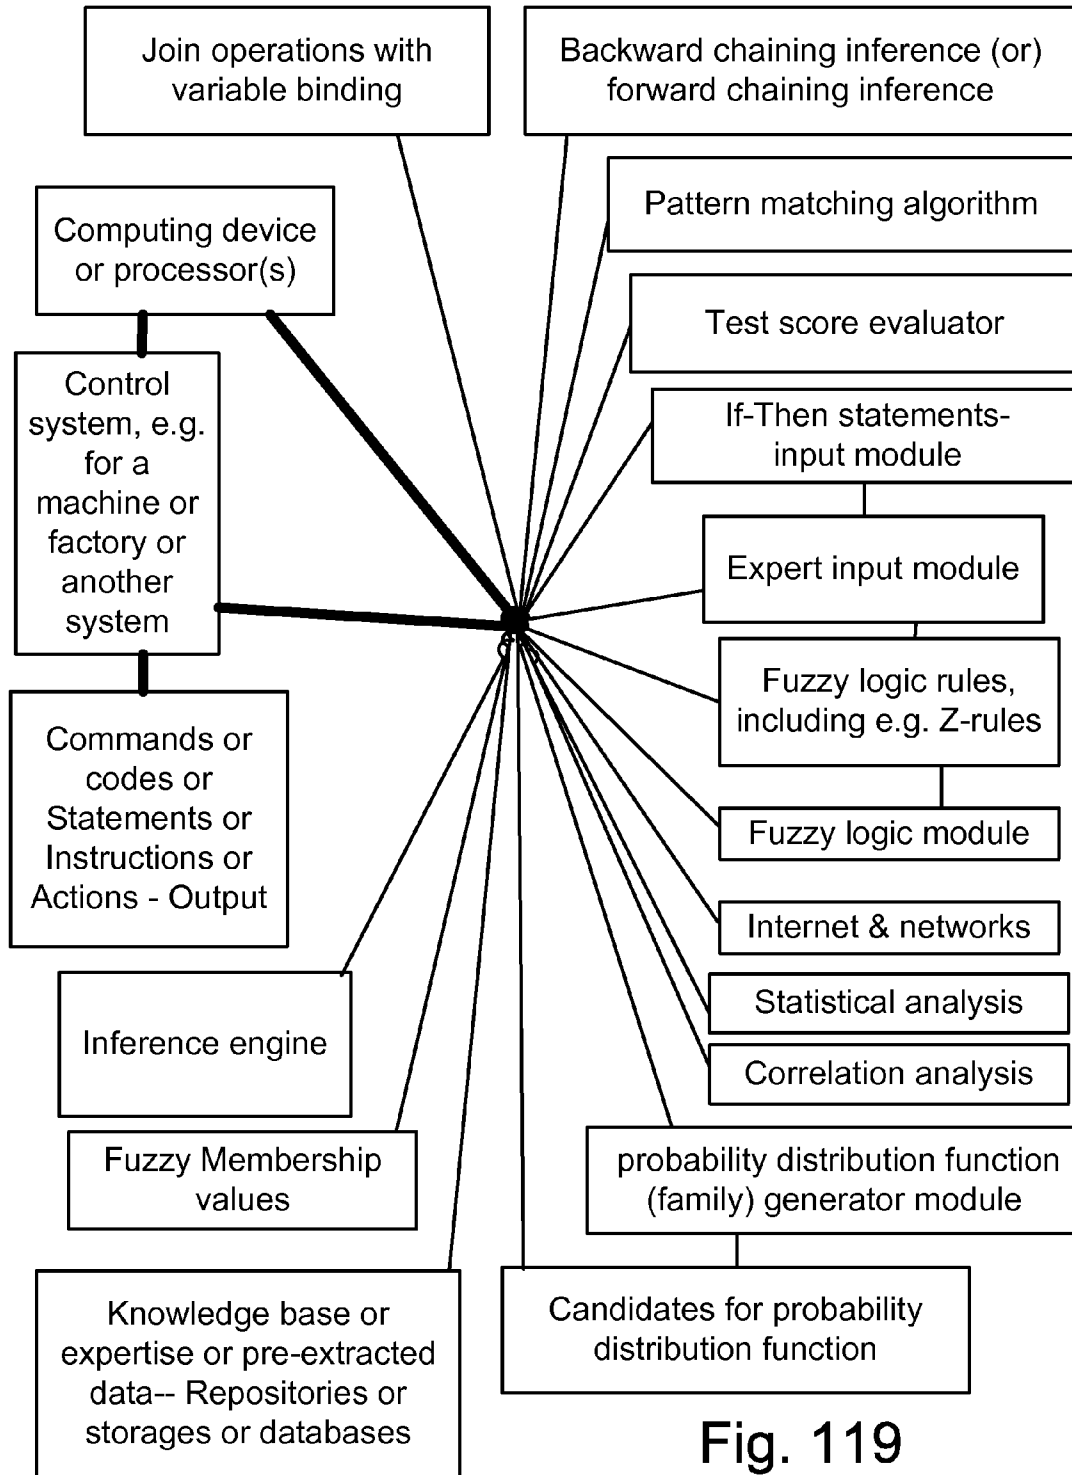 Join operations with
variable binding
Backward chaining inference (or)
forward chaining inference
Pattern matching algorithm
Computing device
or processor(s)
Test score evaluator
Control
system, e.g.
for a
machine or
factory or
another
system
If-Then statements-
input module
Expert input module
Fuzzy logic rules,
including e.g. Z-rules
Commands or
codes or
Statements or
Instructions or
Actions - Output
Fuzzy logic module
Internet & networks
Statistical analysis
Inference engine
Correlation analysis
Fuzzy Membership
values
probability distribution function
(family) generator module
Knowledge base or
expertise or pre-extracted
data-- Repositories or
storages or databases
Candidates for probability
distribution function
Fig. 119